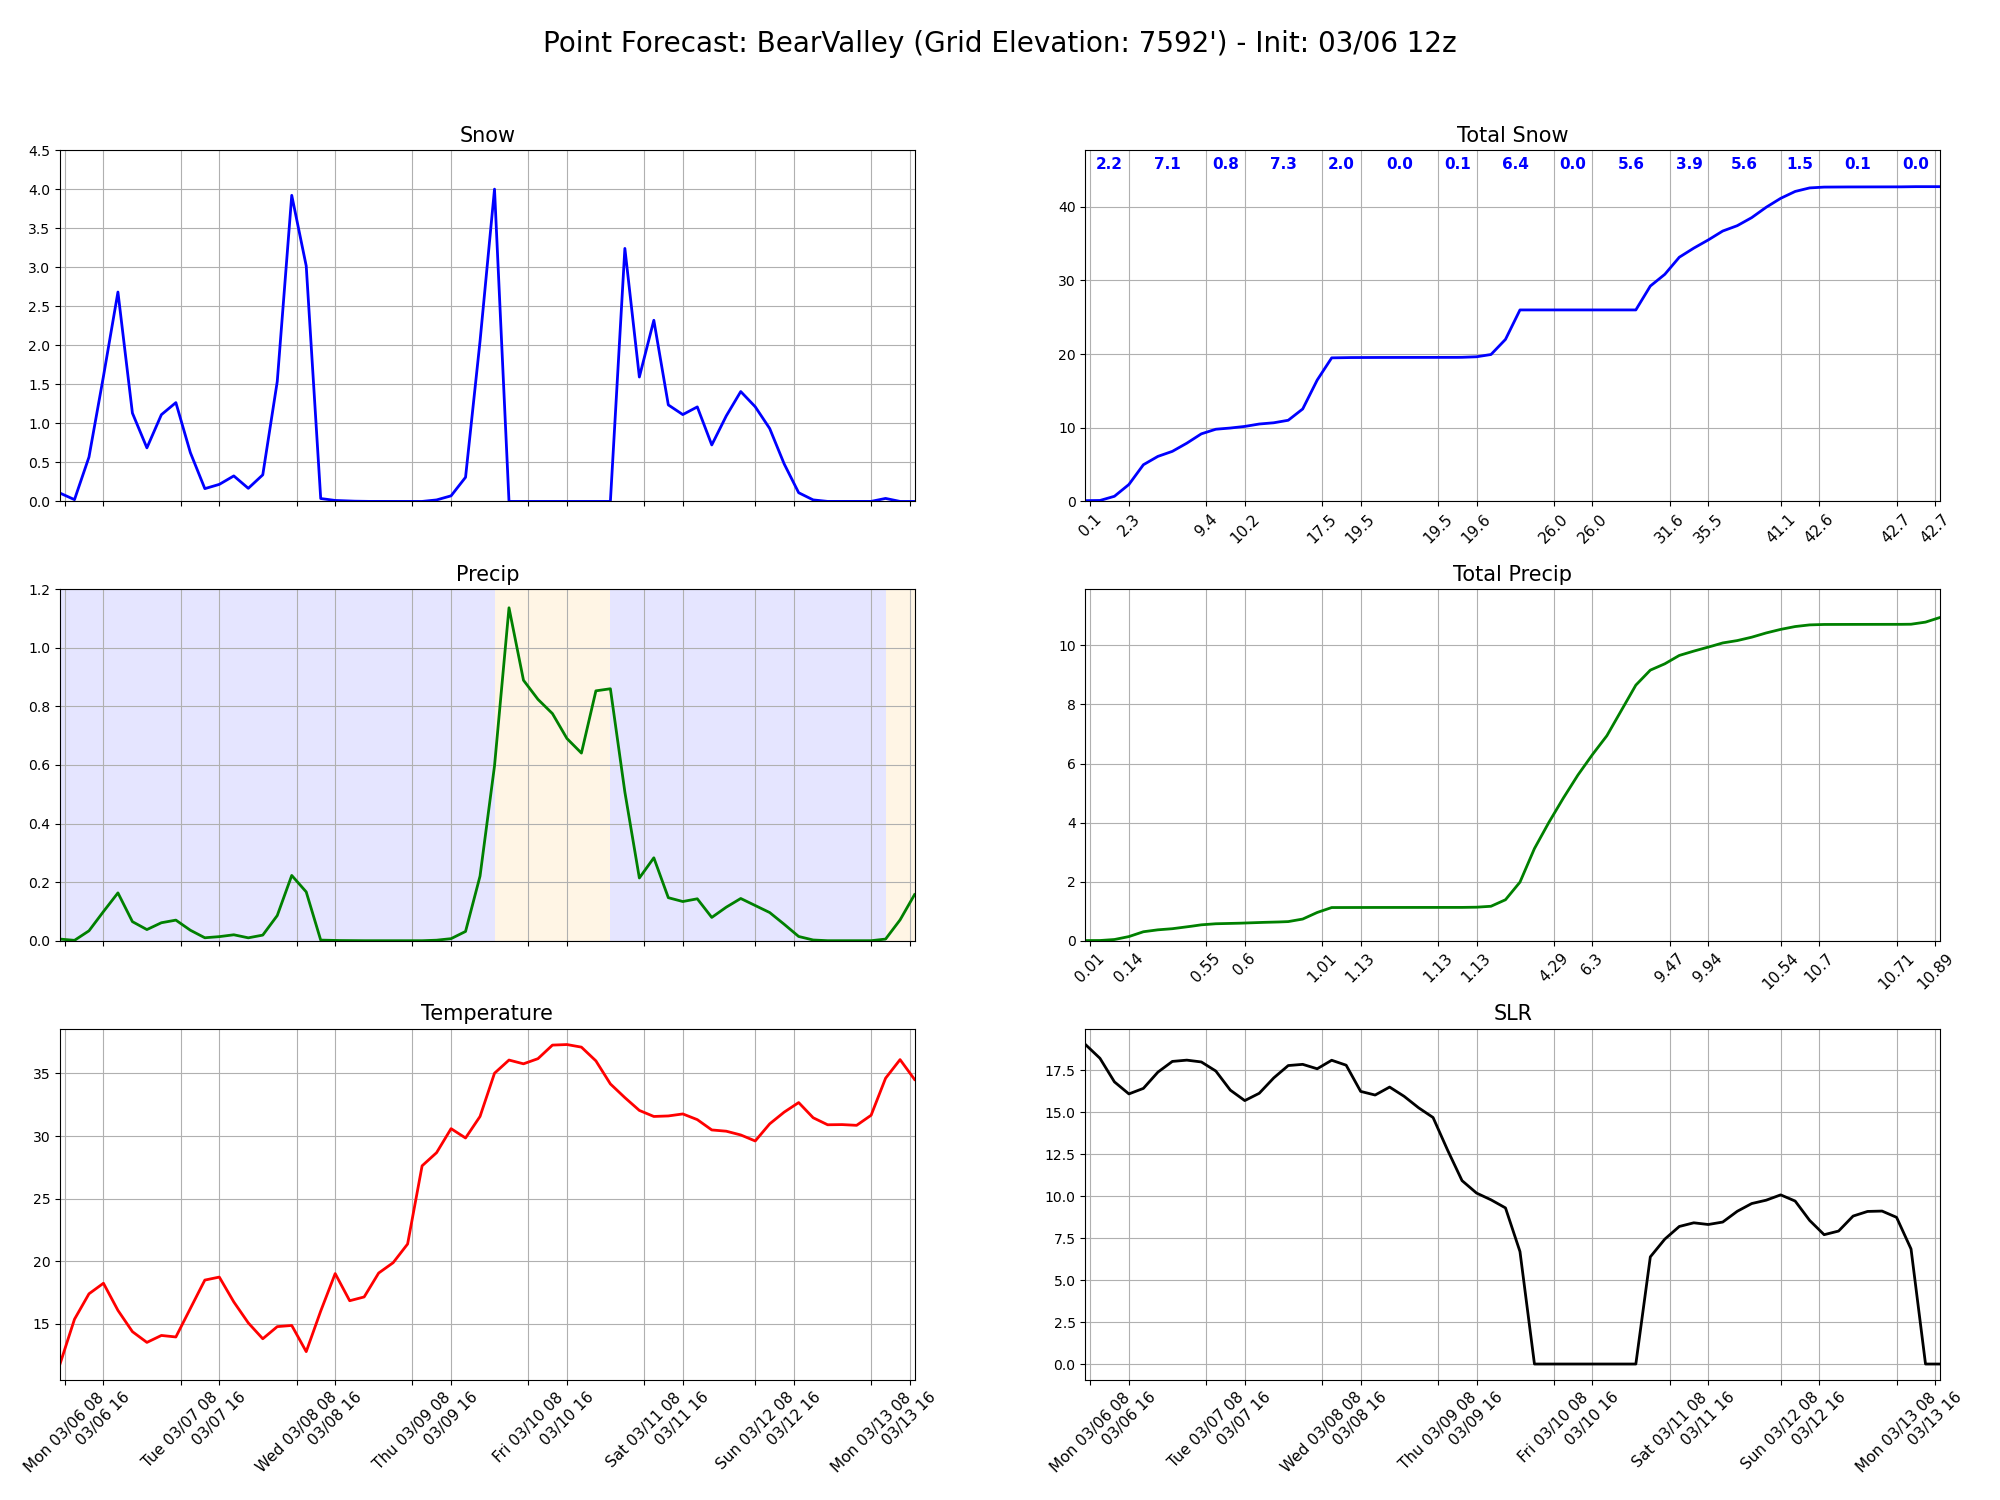 Point Forecast: BearValley (Grid Elevation: 7592') - Init: 03/06 12z
Snow
4.5
4.0
3.5
3.0
2.5
2.0
1.5
1.0
0.5
0.0
Total Snow
2.2 7.1 0.8 7.3 2.0 0.0 0.1 6.4 0.0 5.6 3.9 5.6 1.5 0.1 0.0
40
30
20
10
0
0.1 2.3 9.4 10.2 17.5 19.5 19.5 19.6 26.0 26.0 31.6 35.5 41.1 42.6 42.7 42.7
Precip
1.2
1.0
0.8
0.6
0.4
0.2
0.0
Total Precip
10
8
6
4
2
0
0.01 0.14 0.55 0.6 1.01 1.13 1.13 1.13 4.29 6.3 9.47 9.94 10.54 10.7 10.71 10.89
Temperature
35
30
25
20
15
Mon 03/06 08
03/06 16
Tue 03/07 08
03/07 16
Wed 03/08 08
03/08 16
Thu 03/09 08
03/09 16
Fri 03/10 08
03/10 16
Sat 03/11 08
03/11 16
Sun 03/12 08
03/12 16
Mon 03/13 08
03/13 16
SLR
17.5
15.0
12.5
10.0
7.5
5.0
2.5
0.0
Mon 03/06 08
03/06 16
Tue 03/07 08
03/07 16
Wed 03/08 08
03/08 16
Thu 03/09 08
03/09 16
Fri 03/10 08
03/10 16
Sat 03/11 08
03/11 16
Sun 03/12 08
03/12 16
Mon 03/13 08
03/13 16